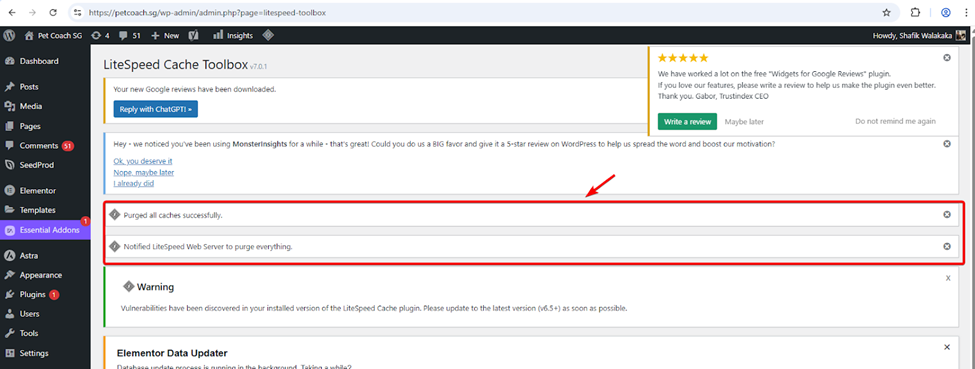 https://petcoach.sg/wp-admin/admin.php?page=litespeed-toolbox
Pet Coach SG 4 51 New Insights
Howdy, Shafik Walakaka
Dashboard
Posts
Media
Pages
Comments 51
SeedProd
Elementor
Templates
Essential Addons 1
Astra
Appearance
Plugins 1
Users
Tools
Settings
LiteSpeed Cache Toolbox v7.0.1
Your new Google reviews have been downloaded.
Reply with ChatGPT! »
We have worked a lot on the free "Widgets for Google Reviews" plugin.
If you love our features, please write a review to help us make the plugin even better.
Thank you. Gabor, Trustindex CEO
Write a review Maybe later Do not remind me again
Hey - we noticed you've been using MonsterInsights for a while - that's great! Could you do us a BIG favor and give it a 5-star review on WordPress to help us spread the word and boost our motivation?
Ok, you deserve it
Nope, maybe later
I already did
Purged all caches successfully.
Notified LiteSpeed Web Server to purge everything.
Warning
X
Vulnerabilities have been discovered in your installed version of the LiteSpeed Cache plugin. Please update to the latest version (v6.5+) as soon as possible.
Elementor Data Updater
Database update process is running in the background. Taking a while?